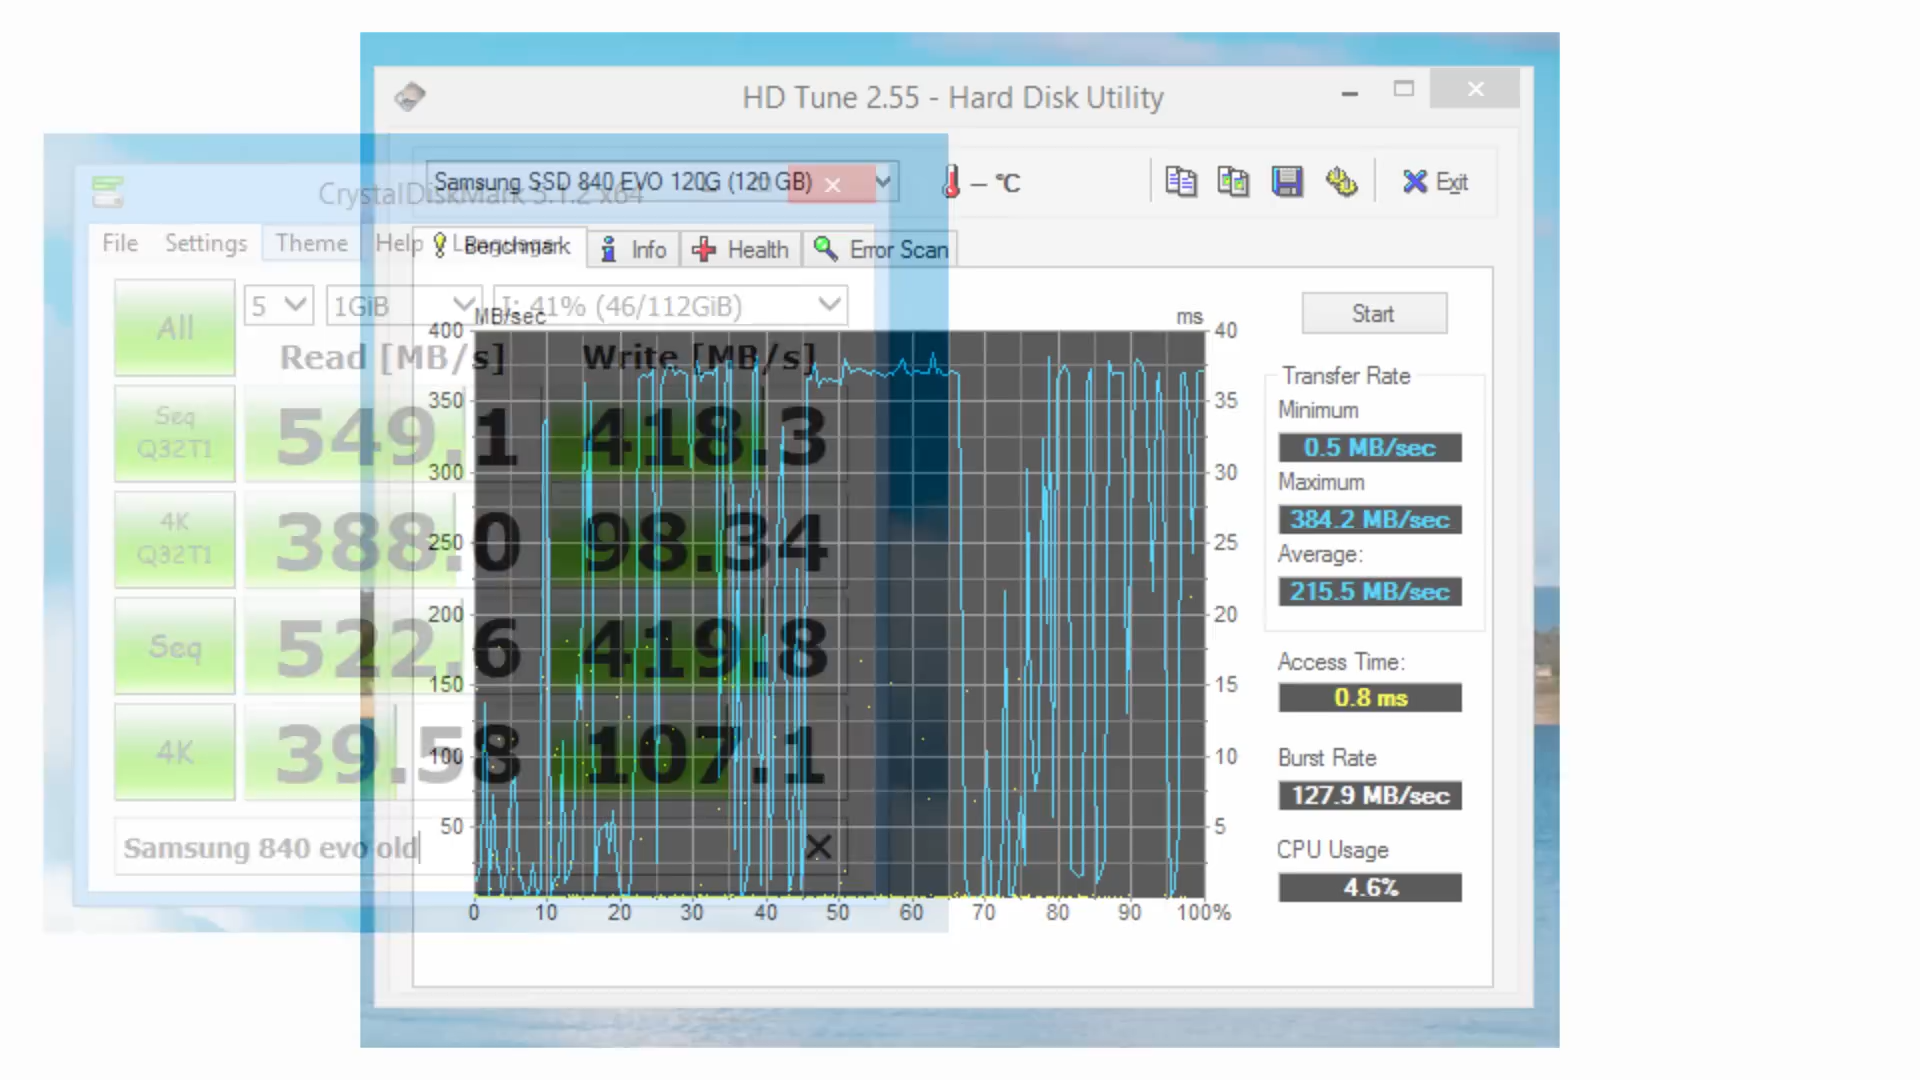 HD Tune 2.55 - Hard Disk Utility
Samsung SSD 840 EVO 120G (120 GB)
– °C
Exit
Benchmark
Info
Health
Error Scan
MB/sec
ms
400
350
300
250
200
150
100
50
40
35
30
25
20
15
10
5
0 10 20 30 40 50 60 70 80 90 100%
Start
Transfer Rate
Minimum
0.5 MB/sec
Maximum
384.2 MB/sec
Average:
215.5 MB/sec
Access Time:
0.8 ms
Burst Rate
127.9 MB/sec
CPU Usage
4.6%
CrystalDiskMark 5.1.2 x64
File Settings Theme Help Language
All
5
1GiB
I: 41% (46/112GiB)
Read [MB/s] Write [MB/s]
Seq
Q32T1
549.1 418.3
4K
Q32T1
388.0 98.34
Seq
522.6 419.8
4K
39.58 107.1
Samsung 840 evo old